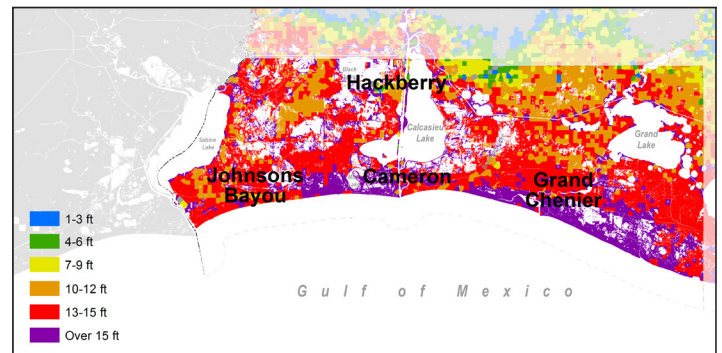 Black
Hackberry
Calcasieu
Lake
Sabine
Lake
Grand
Lake
Johnsons
Bayou
Cameron
Grand
Chenier
1-3 ft
4-6 ft
7-9 ft
10-12 ft
13-15 ft
Over 15 ft
Gulf of Mexico